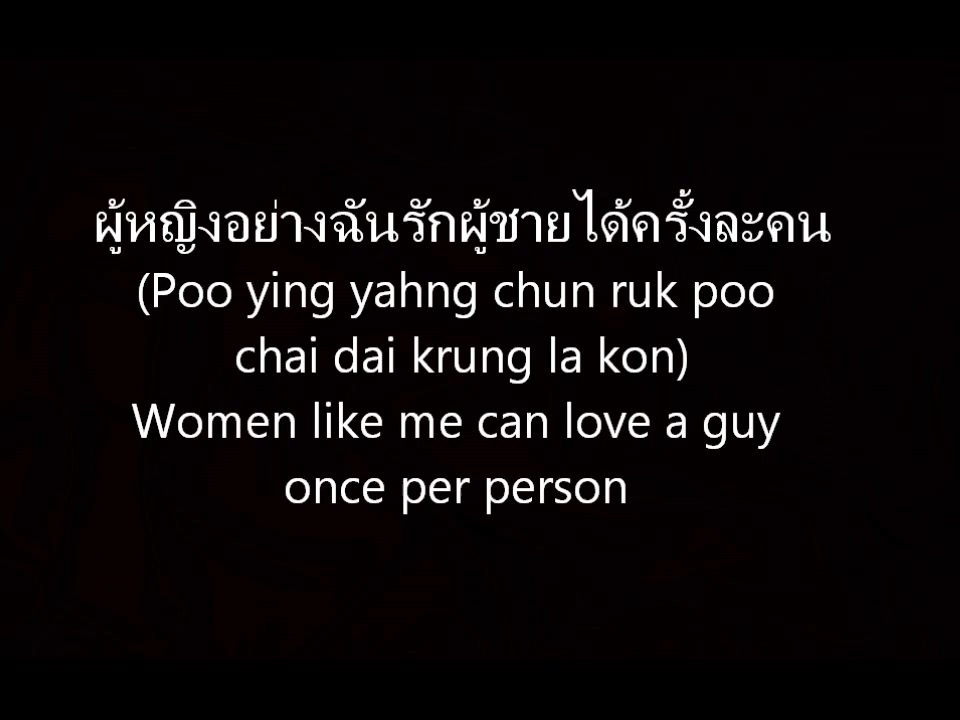 ผู้หญิงอย่างฉันรักผู้ชายได้ครั้งละคน
(Poo ying yahng chun ruk poo
chai dai krung la kon)
Women like me can love a guy
once per person